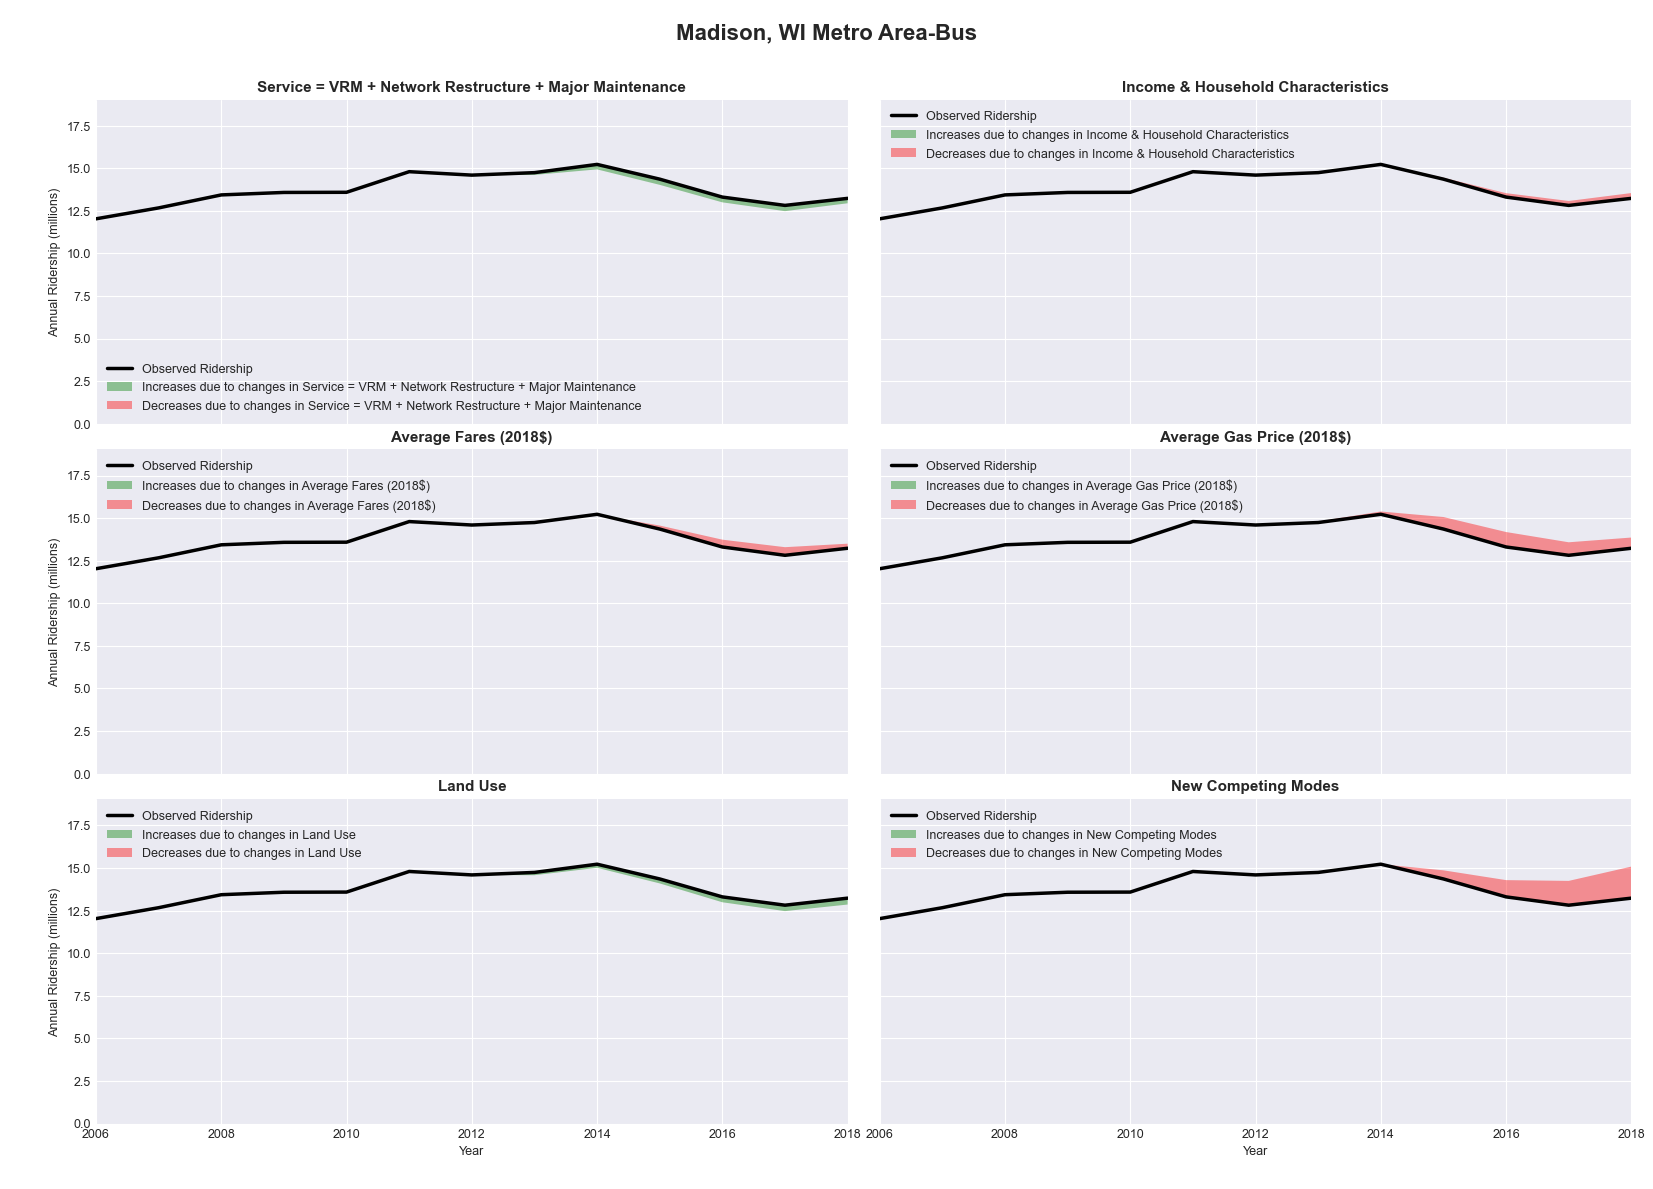 Madison, WI Metro Area-Bus
Service = VRM + Network Restructure + Major Maintenance
17.5
15.0
12.5
10.0
7.5
5.0
2.5
0.0
Annual Ridership (millions)
Observed Ridership
Increases due to changes in Service = VRM + Network Restructure + Major Maintenance
Decreases due to changes in Service = VRM + Network Restructure + Major Maintenance
Income & Household Characteristics
Observed Ridership
Increases due to changes in Income & Household Characteristics
Decreases due to changes in Income & Household Characteristics
Average Fares (2018$)
17.5
15.0
12.5
10.0
7.5
5.0
2.5
0.0
Annual Ridership (millions)
Observed Ridership
Increases due to changes in Average Fares (2018$)
Decreases due to changes in Average Fares (2018$)
Average Gas Price (2018$)
Observed Ridership
Increases due to changes in Average Gas Price (2018$)
Decreases due to changes in Average Gas Price (2018$)
Land Use
17.5
15.0
12.5
10.0
7.5
5.0
2.5
0.0
Annual Ridership (millions)
Observed Ridership
Increases due to changes in Land Use
Decreases due to changes in Land Use
2006 2008 2010 2012 2014 2016 2018
Year
New Competing Modes
Observed Ridership
Increases due to changes in New Competing Modes
Decreases due to changes in New Competing Modes
2006 2008 2010 2012 2014 2016 2018
Year